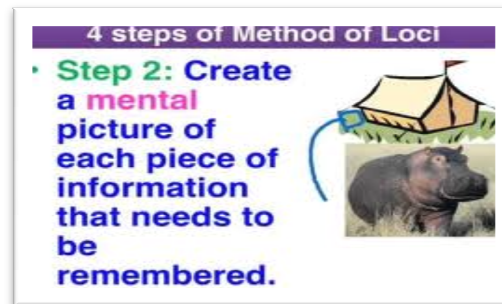 4 steps of Method of Loci
• Step 2: Create
a mental
picture of
each piece of
information
that needs to
be
remembered.